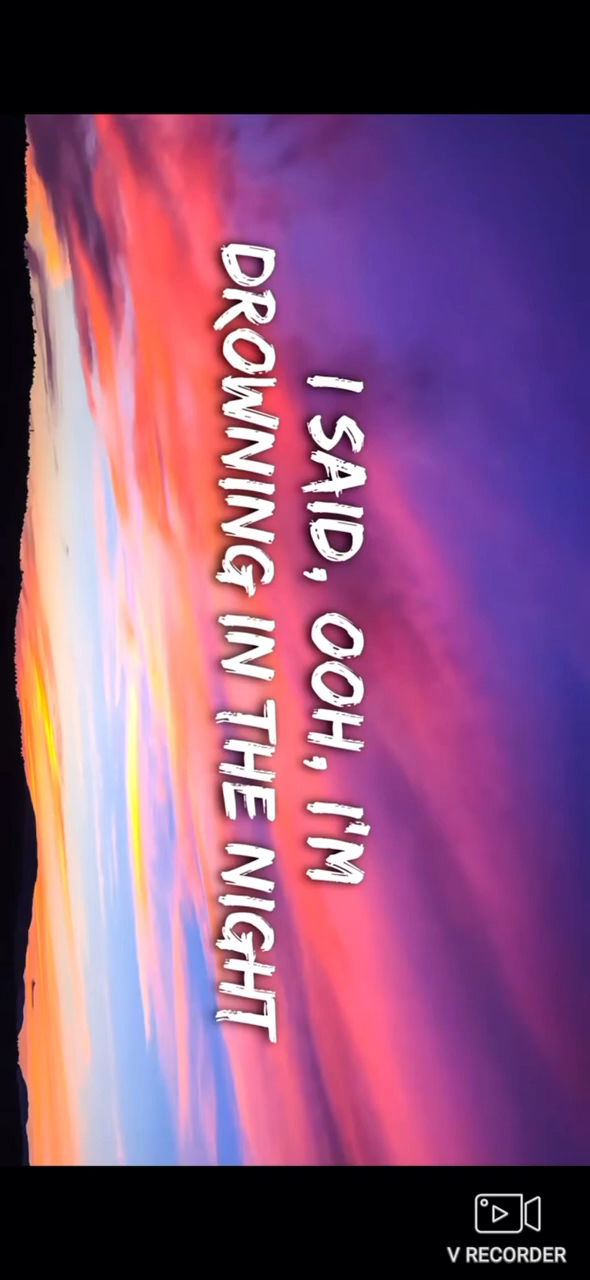 I SAID, OOH, I'M
DROWNING IN THE NIGHT
V RECORDER